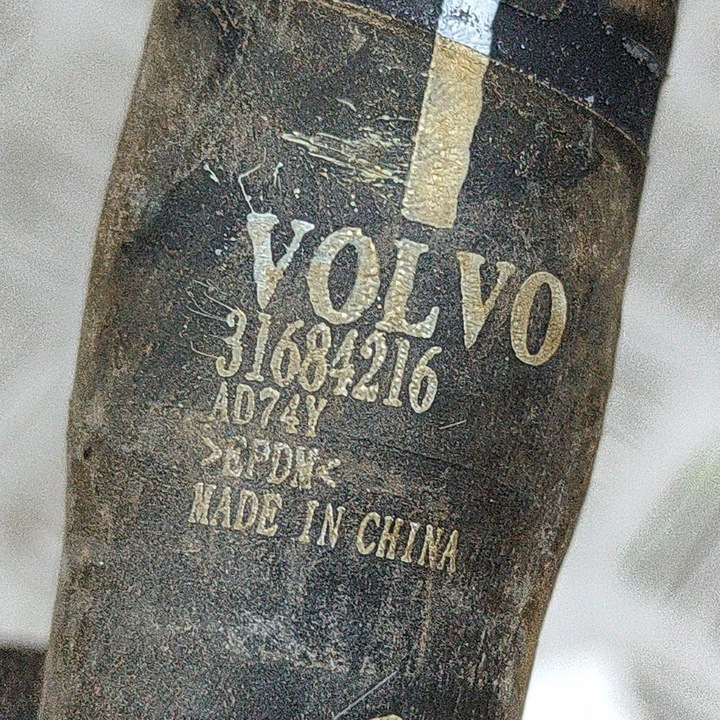 VOLVO
31684216
AD74Y
>EPDM<
MADE IN CHINA